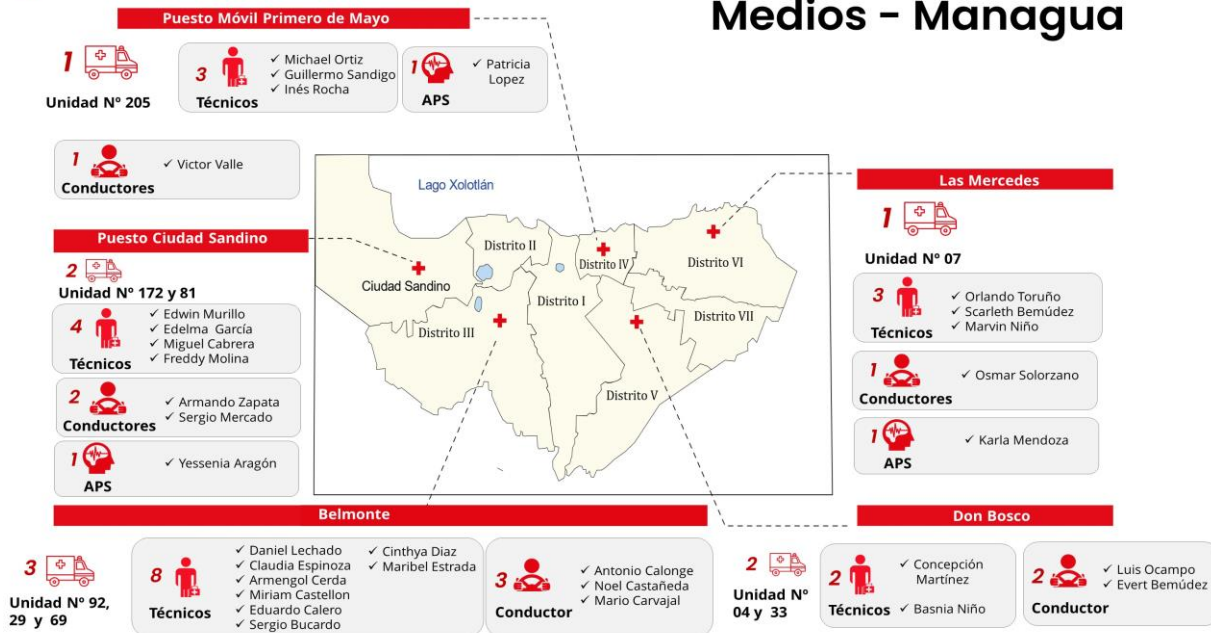 Medios - Managua
Puesto Móvil Primero de Mayo
1
Unidad Nº 205
3
Técnicos
✓ Michael Ortiz
✓ Guillermo Sandigo
✓ Inés Rocha
1
APS
✓ Patricia
Lopez
1
Conductores
✓ Victor Valle
Puesto Ciudad Sandino
2
Unidad Nº 172 y 81
4
Técnicos
✓ Edwin Murillo
✓ Edelma García
✓ Miguel Cabrera
✓ Freddy Molina
2
Conductores
✓ Armando Zapata
✓ Sergio Mercado
1
APS
✓ Yessenia Aragón
Lago Xolotlán
Ciudad Sandino
Distrito II
Distrito IV
Distrito VI
Distrito I
Distrito III
Distrito VII
Distrito V
Las Mercedes
1
Unidad Nº 07
3
Técnicos
✓ Orlando Toruño
✓ Scarleth Bemúdez
✓ Marvin Niño
1
Conductores
✓ Osmar Solorzano
1
APS
✓ Karla Mendoza
Belmonte
3
Unidad Nº 92,
29 y 69
8
Técnicos
✓ Daniel Lechado
✓ Claudia Espinoza
✓ Armengol Cerda
✓ Miriam Castellon
✓ Eduardo Calero
✓ Sergio Bucardo
✓ Cinthya Diaz
✓ Maribel Estrada
3
Conductor
✓ Antonio Calonge
✓ Noel Castañeda
✓ Mario Carvajal
Don Bosco
2
Unidad Nº
04 y 33
2
Técnicos
✓ Concepción
Martínez
✓ Basnia Niño
2
Conductor
✓ Luis Ocampo
✓ Evert Bemúdez